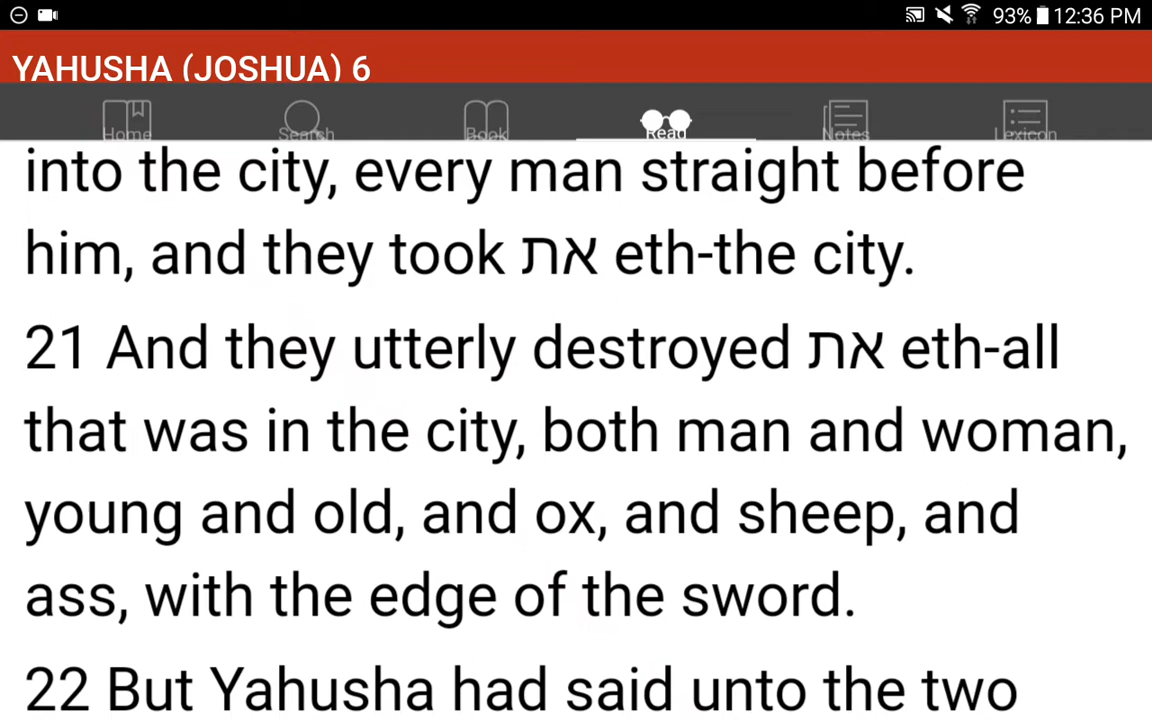 93% 12:36 PM
YAHUSHA (JOSHUA) 6
Home Search Book Read Notes Lexicon
into the city, every man straight before
him, and they took את eth-the city.
21 And they utterly destroyed את eth-all
that was in the city, both man and woman,
young and old, and ox, and sheep, and
ass, with the edge of the sword.
22 But Yahusha had said unto the two